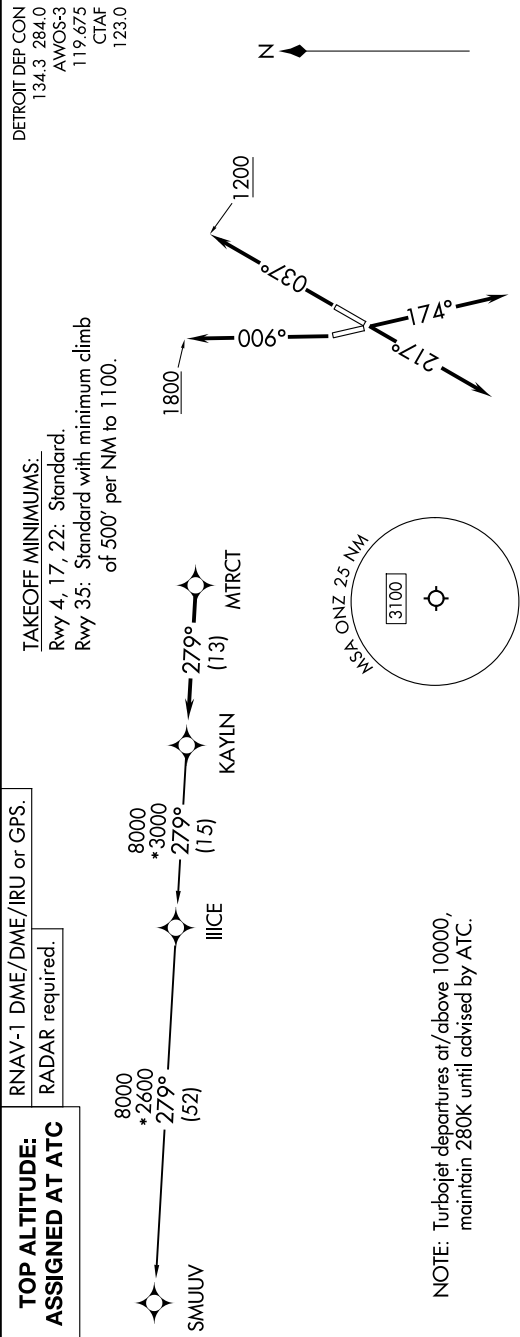 TOP ALTITUDE:
ASSIGNED AT ATC
RNAV-1 DME/DME/IRU or GPS.
RADAR required.
DETROIT DEP CON
134.3 284.0
AWOS-3
119.675
CTAF
123.0
TAKEOFF MINIMUMS:
Rwy 4, 17, 22: Standard.
Rwy 35: Standard with minimum climb
of 500' per NM to 1100.
N
1200
037°
1800
006°
174°
217°
8000
*2600
279°
(52)
8000
*3000
279°
(15)
279°
(13)
SMUUV
IIICE
KAYLN
MTRCT
MSA ONZ 25 NM
3100
NOTE: Turbojet departures at/above 10000,
maintain 280K until advised by ATC.